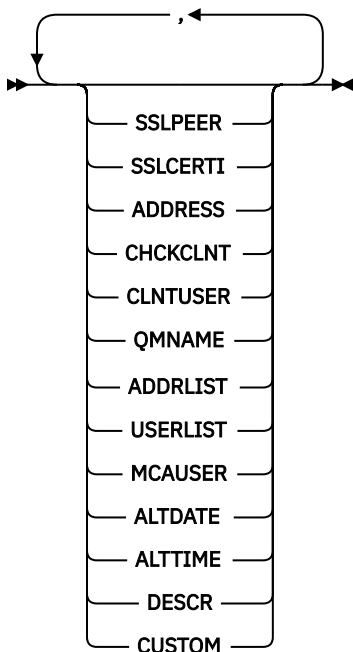 ,
SSLPEER
SSLCERTI
ADDRESS
CHCKCLNT
CLNTUSER
QMNAME
ADDRLIST
USERLIST
MCAUSER
ALTDATE
ALTTIME
DESCR
CUSTOM